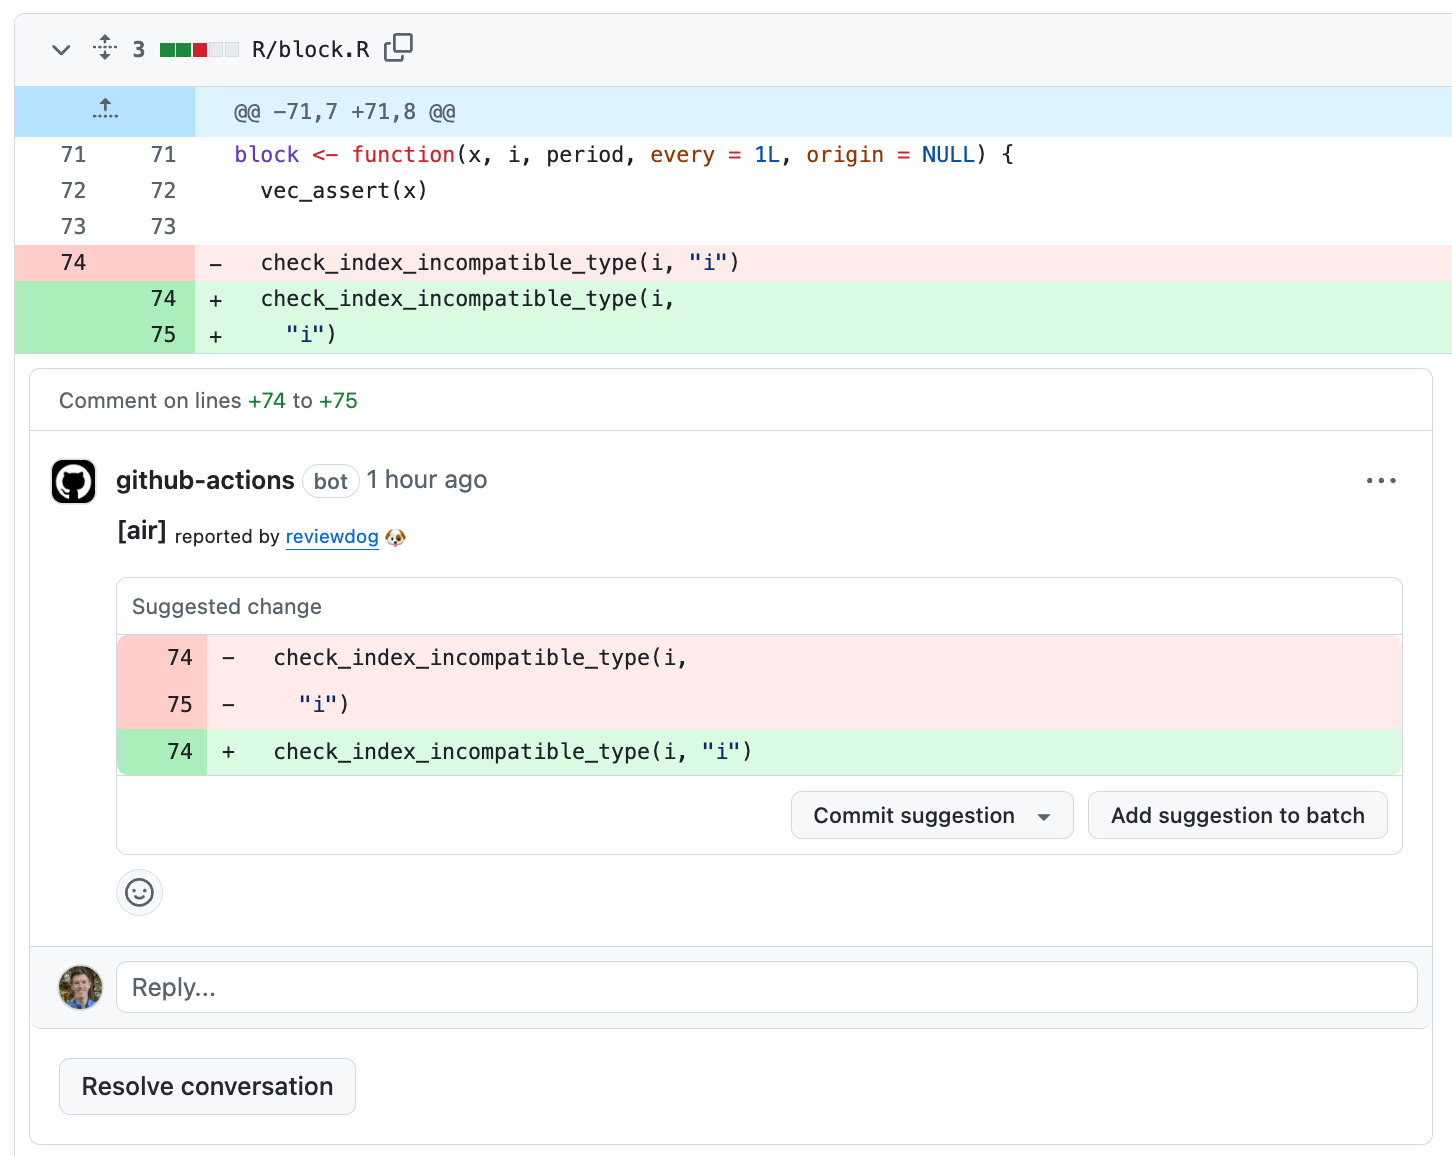 3 R/block.R
@@ -71,7 +71,8 @@
71 71 block <- function(x, i, period, every = 1L, origin = NULL) {
72 72 vec_assert(x)
73 73
74 - check_index_incompatible_type(i, "i")
74 + check_index_incompatible_type(i,
75 + "i")
Comment on lines +74 to +75
github-actions bot 1 hour ago
[air] reported by reviewdog 🐶
Suggested change
74 - check_index_incompatible_type(i,
75 - "i")
74 + check_index_incompatible_type(i, "i")
Commit suggestion Add suggestion to batch
Reply...
Resolve conversation